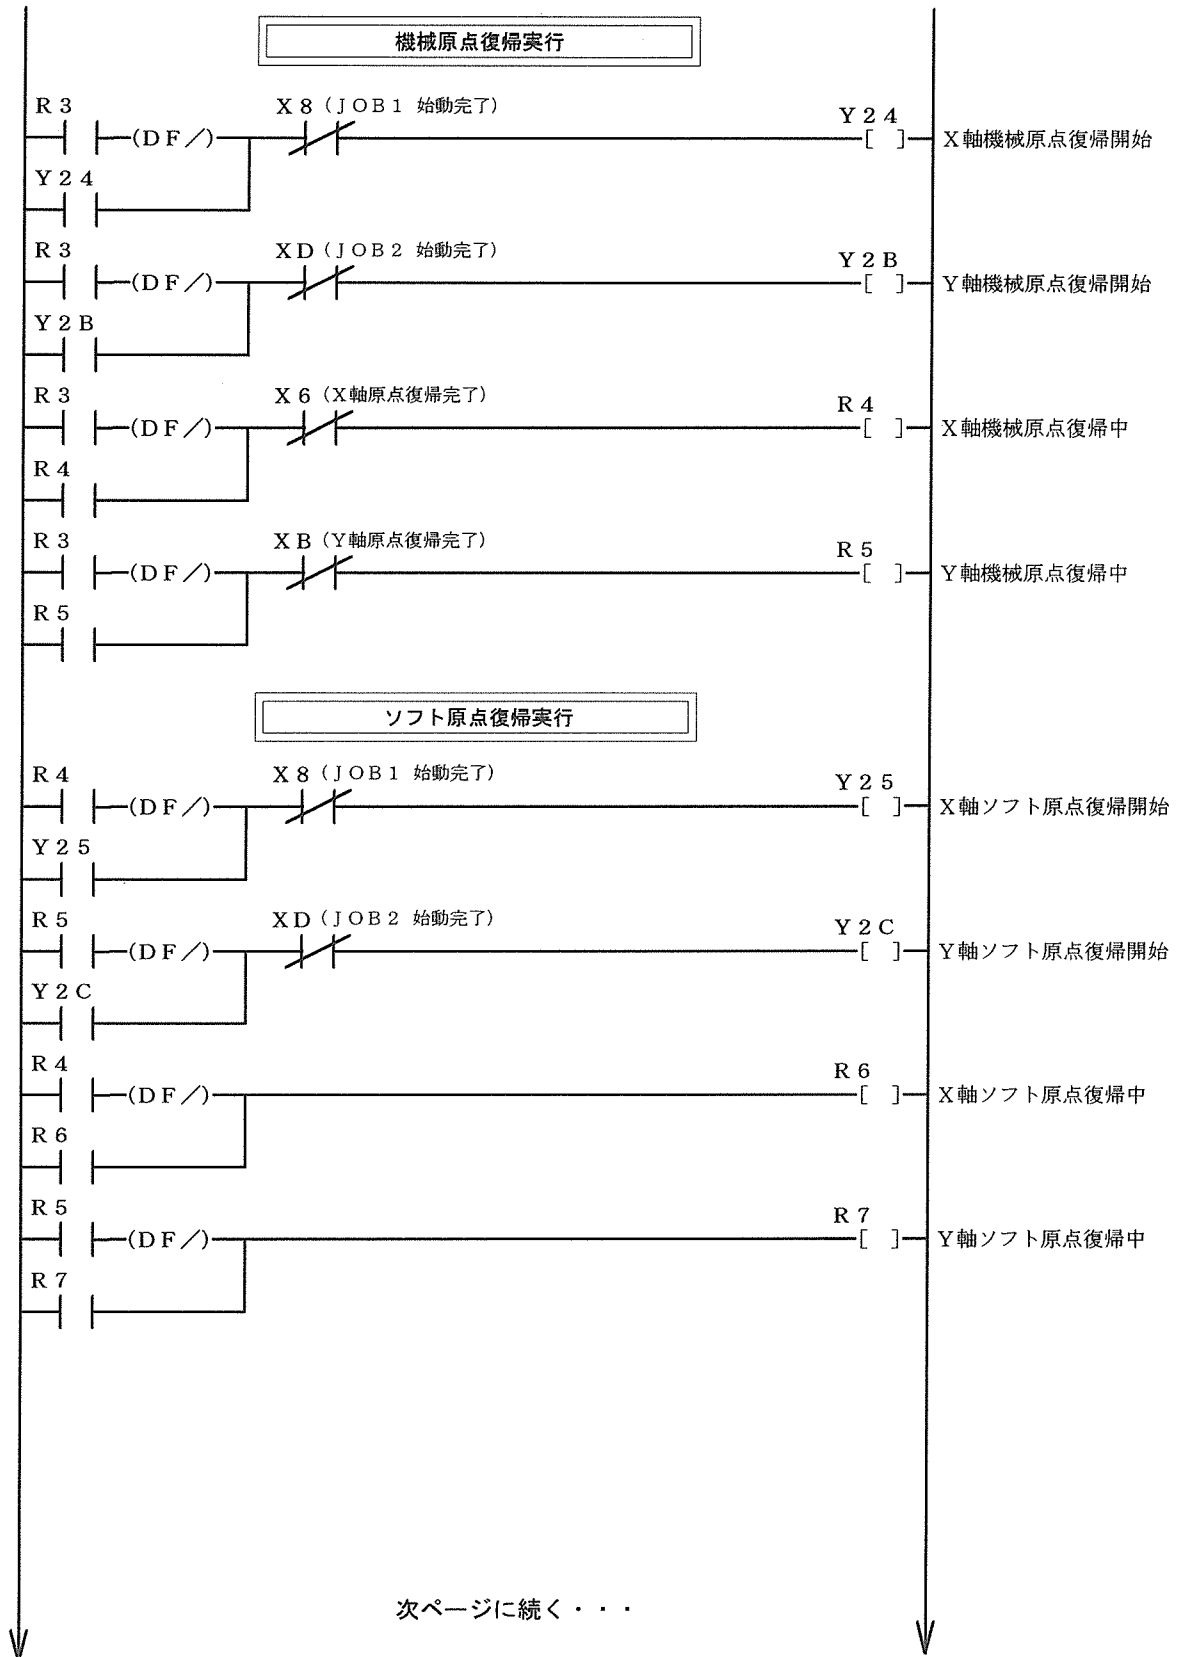 機械原点復帰実行
R3 X8(JOB1 始動完了) Y24
(DF/) [ ] X軸機械原点復帰開始
Y24
R3 XD(JOB2 始動完了) Y2B
(DF/) [ ] Y軸機械原点復帰開始
Y2B
R3 X6(X軸原点復帰完了) R4
(DF/) [ ] X軸機械原点復帰中
R4
R3 XB(Y軸原点復帰完了) R5
(DF/) [ ] Y軸機械原点復帰中
R5
ソフト原点復帰実行
R4 X8(JOB1 始動完了) Y25
(DF/) [ ] X軸ソフト原点復帰開始
Y25
R5 XD(JOB2 始動完了) Y2C
(DF/) [ ] Y軸ソフト原点復帰開始
Y2C
R4 R6
(DF/) [ ] X軸ソフト原点復帰中
R6
R5 R7
(DF/) [ ] Y軸ソフト原点復帰中
R7
次ページに続く・・・